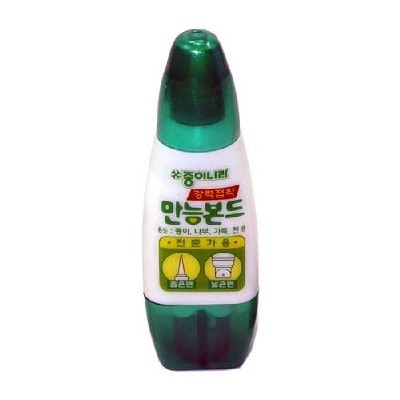 종이나라
강력접착
만능본드
용도 : 종이, 나무, 가죽, 천 등
• 전문가용 •
좁은면
넓은면